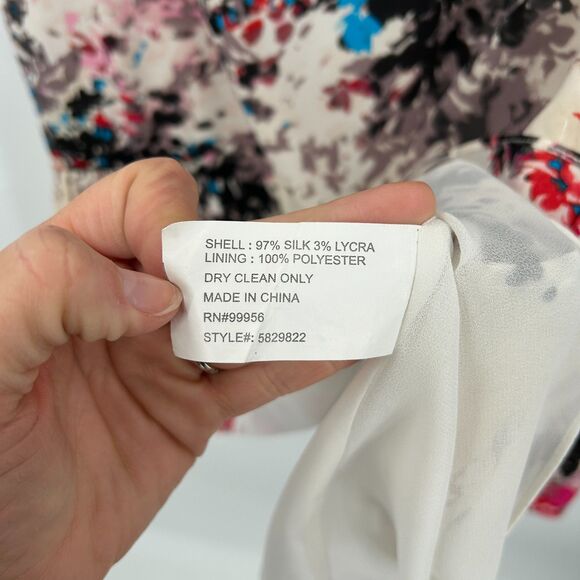 SHELL : 97% SILK 3% LYCRA
LINING : 100% POLYESTER
DRY CLEAN ONLY
MADE IN CHINA
RN#99956
STYLE#: 5829822